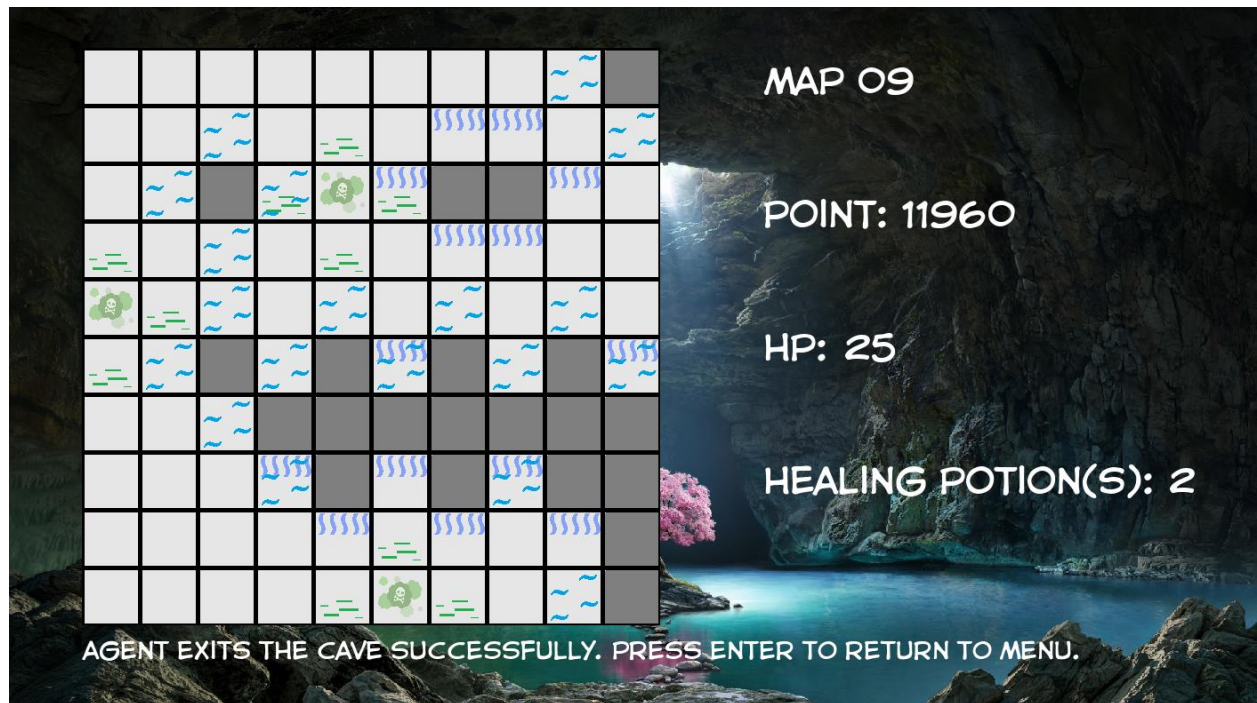 MAP 09
POINT: 11960
HP: 25
HEALING POTION(S): 2
AGENT EXITS THE CAVE SUCCESSFULLY. PRESS ENTER TO RETURN TO MENU.